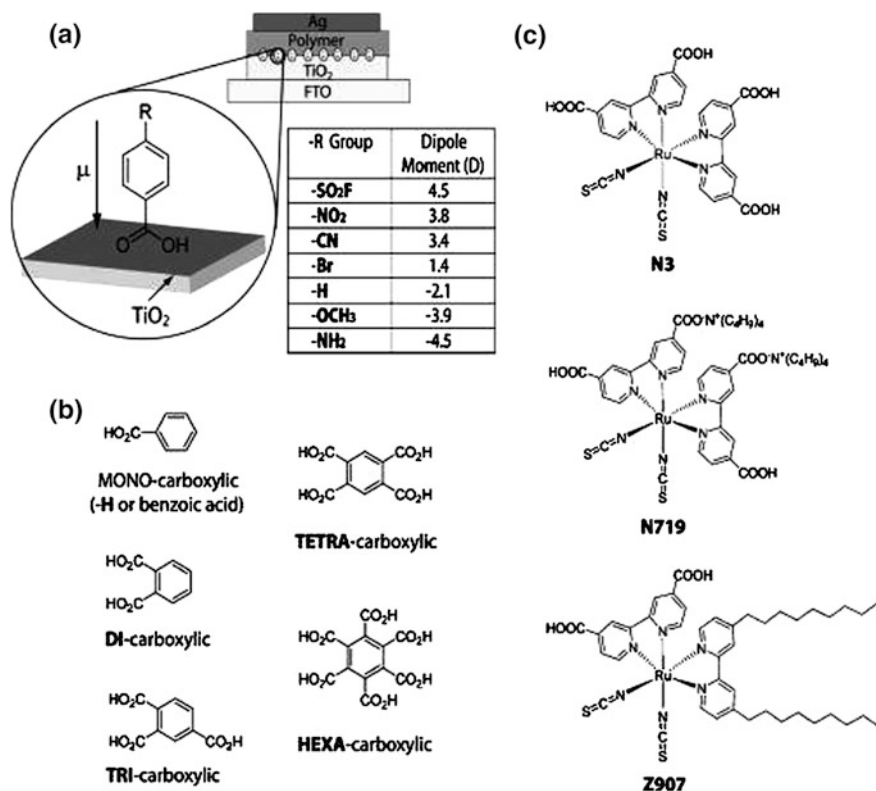 (a)
Ag
Polymer
TiO2
FTO
R
μ
O OH
TiO2
-R Group Dipole Moment (D)
-SO2F 4.5
-NO2 3.8
-CN 3.4
-Br 1.4
-H -2.1
-OCH3 -3.9
-NH2 -4.5
(b)
HO2C
MONO-carboxylic
(-H or benzoic acid)
HO2C
HO2C
DI-carboxylic
HO2C
HO2C CO2H
TRI-carboxylic
HO2C CO2H
HO2C CO2H
TETRA-carboxylic
CO2H
HO2C CO2H
HO2C CO2H
CO2H
HEXA-carboxylic
(c)
COOH
HOOC COOH
N N
Ru
S=C=N N N
N=C=S
COOH
N3
COO-N+(C4H9)4
COO-N+(C4H9)4
HOOC
N N
Ru
S=C=N N N
N=C=S
COOH
N719
COOH
HOOC
N N
Ru
S=C=N N N
N=C=S
Z907